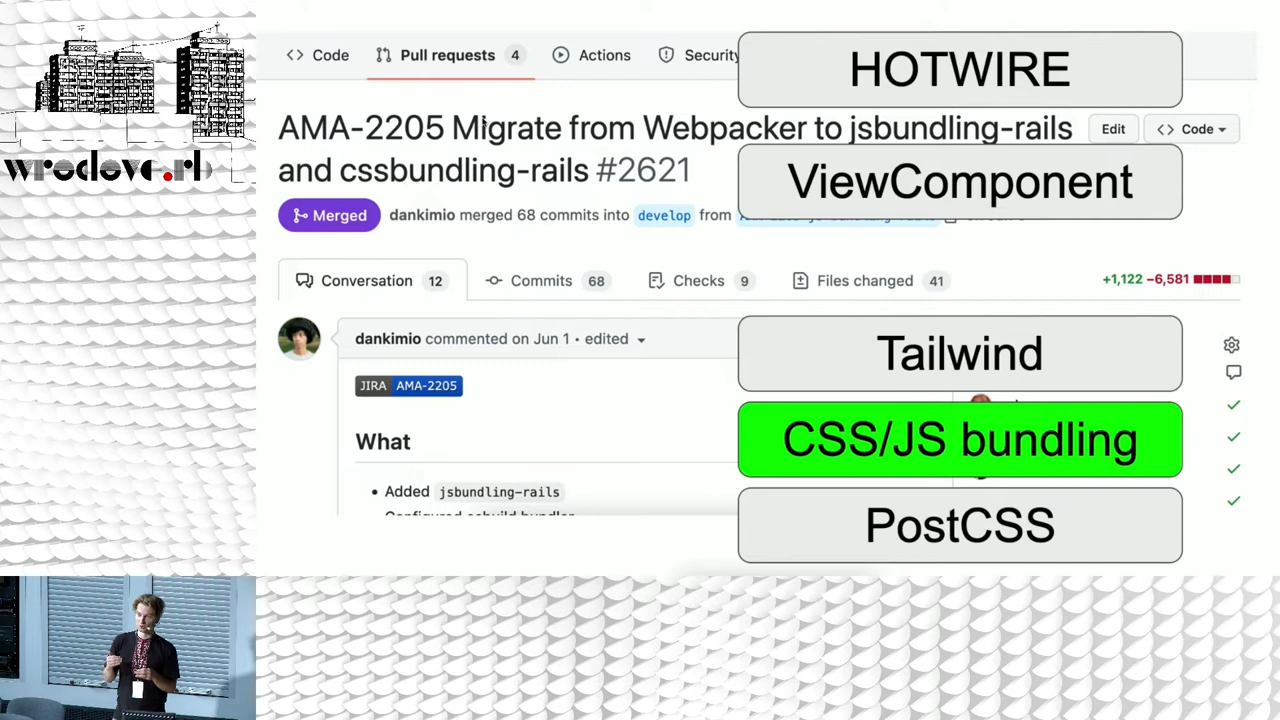 wrocłove.rb
Code
Pull requests 4
Actions
Security
HOTWIRE
AMA-2205 Migrate from Webpacker to jsbundling-rails
and cssbundling-rails #2621
Edit
Code
ViewComponent
Merged
dankimio merged 68 commits into develop from
Conversation 12
Commits 68
Checks 9
Files changed 41
+1,122 −6,581
dankimio commented on Jun 1 • edited
Tailwind
JIRA AMA-2205
CSS/JS bundling
What
• Added jsbundling-rails
PostCSS